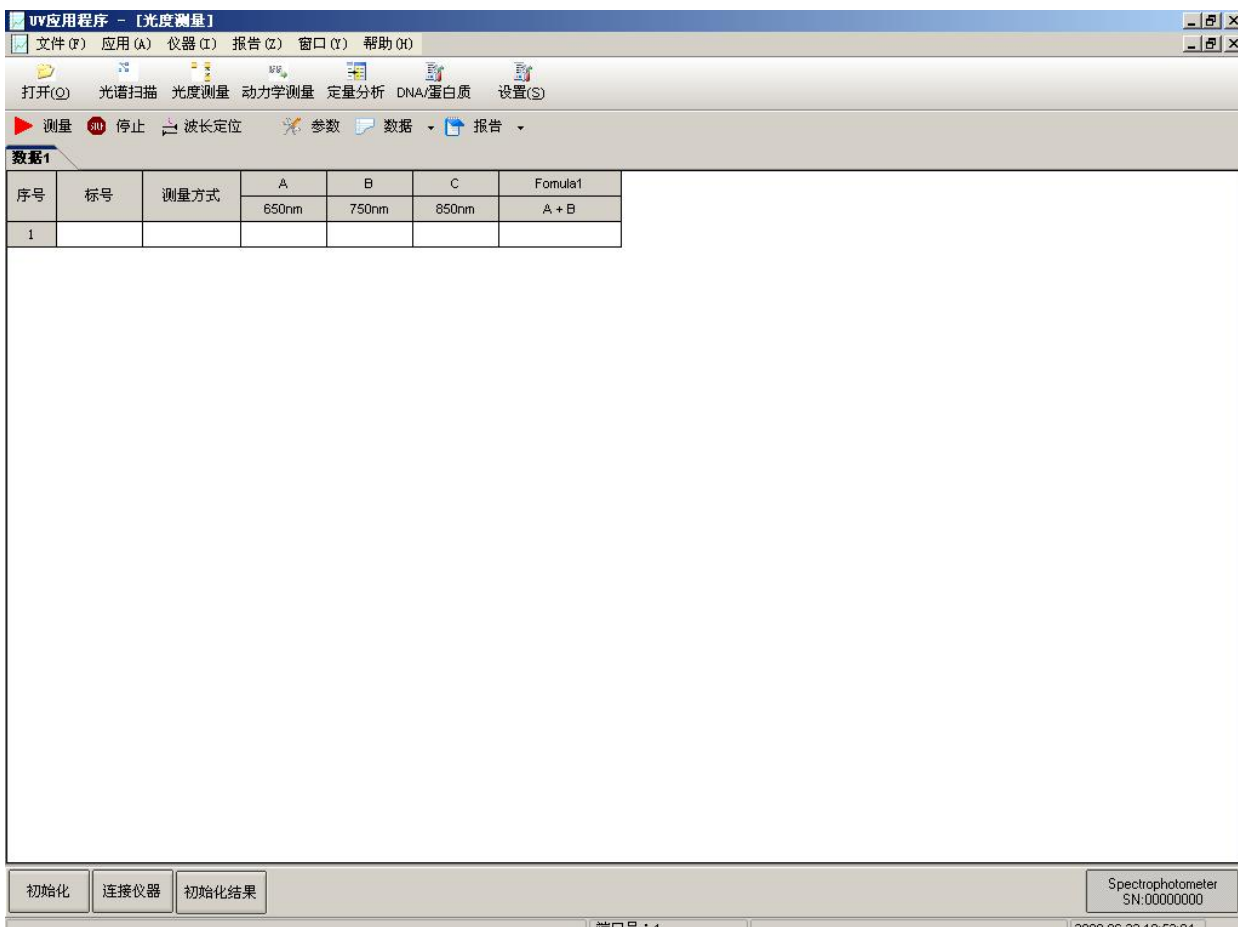 UV应用程序 - [光度测量]
文件(F) 应用(A) 仪器(I) 报告(Z) 窗口(Y) 帮助(H)
打开(O) 光谱扫描 光度测量 动力学测量 定量分析 DNA/蛋白质 设置(S)
测量 停止 波长定位 参数 数据 报告
数据1
序号 标号 测量方式 A B C Fomula1
650nm 750nm 850nm A + B
1
初始化 连接仪器 初始化结果 Spectrophotometer
SN:00000000
端口号：1